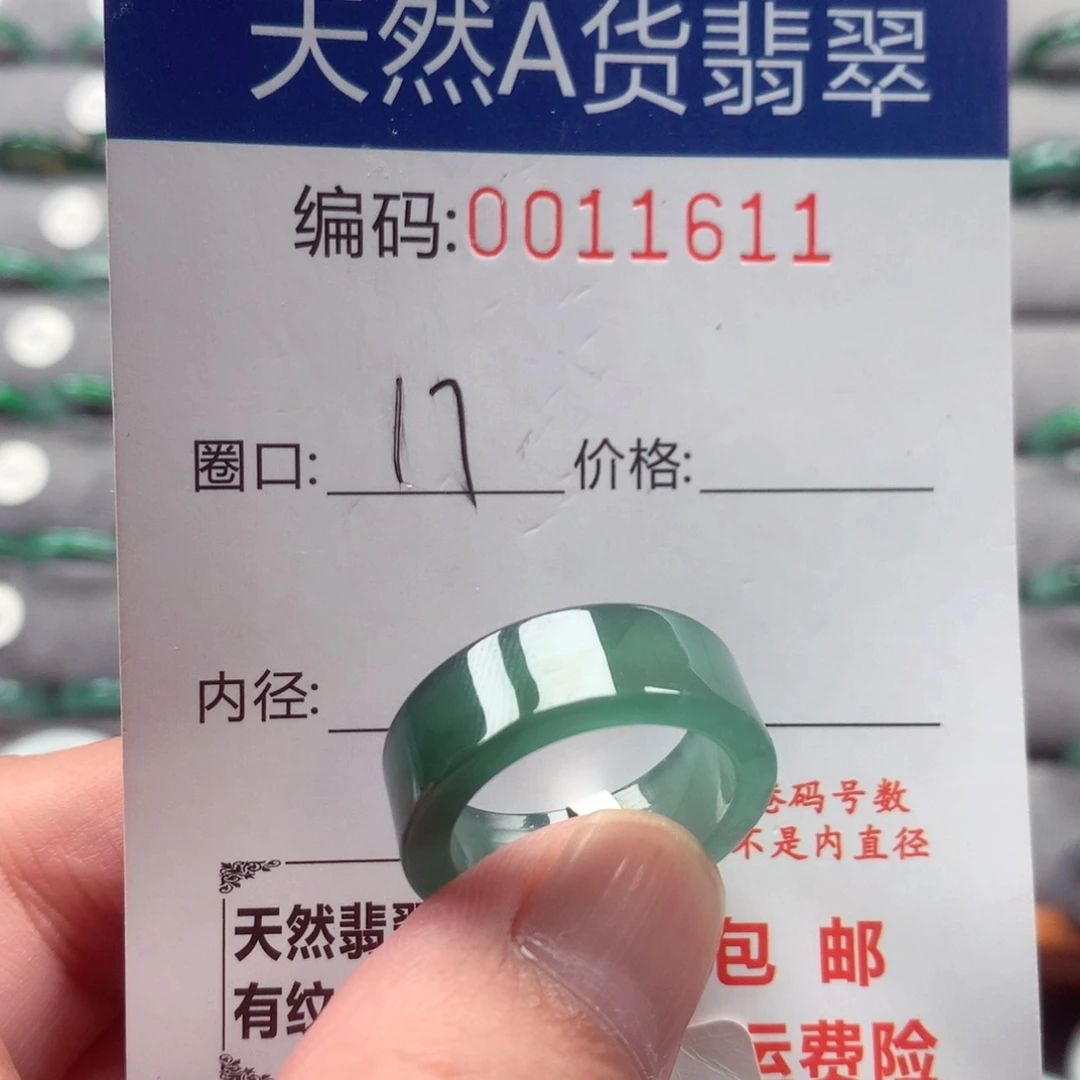 天然A货翡翠
编码:0011611
圈口: 17 价格:
内径:
码号数
不是内直径
天然翡翠
有纹
包 邮
运费险